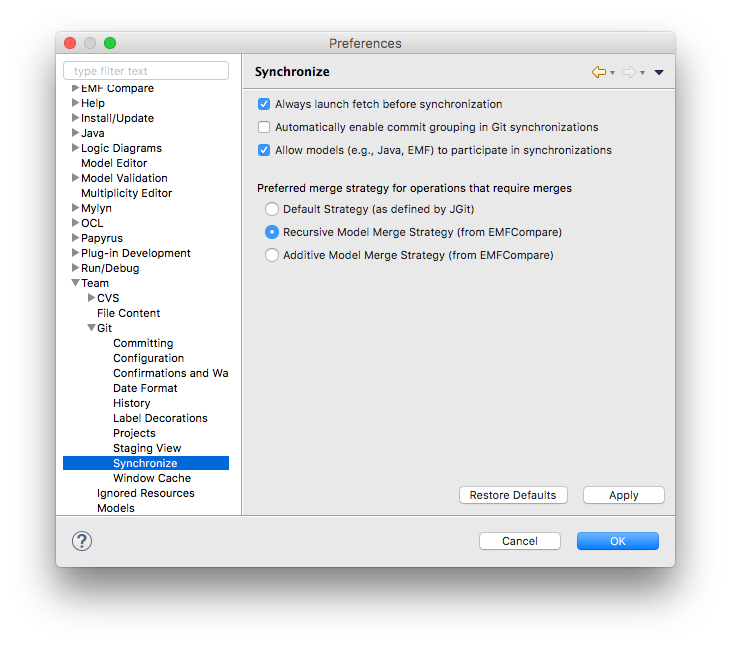 Preferences
type filter text
EMF Compare
Help
Install/Update
Java
Logic Diagrams
Model Editor
Model Validation
Multiplicity Editor
Mylyn
OCL
Papyrus
Plug-in Development
Run/Debug
Team
CVS
File Content
Git
Committing
Configuration
Confirmations and Wa
Date Format
History
Label Decorations
Projects
Staging View
Synchronize
Window Cache
Ignored Resources
Models
Synchronize
Always launch fetch before synchronization
Automatically enable commit grouping in Git synchronizations
Allow models (e.g., Java, EMF) to participate in synchronizations
Preferred merge strategy for operations that require merges
Default Strategy (as defined by JGit)
Recursive Model Merge Strategy (from EMFCompare)
Additive Model Merge Strategy (from EMFCompare)
Restore Defaults
Apply
?
Cancel
OK